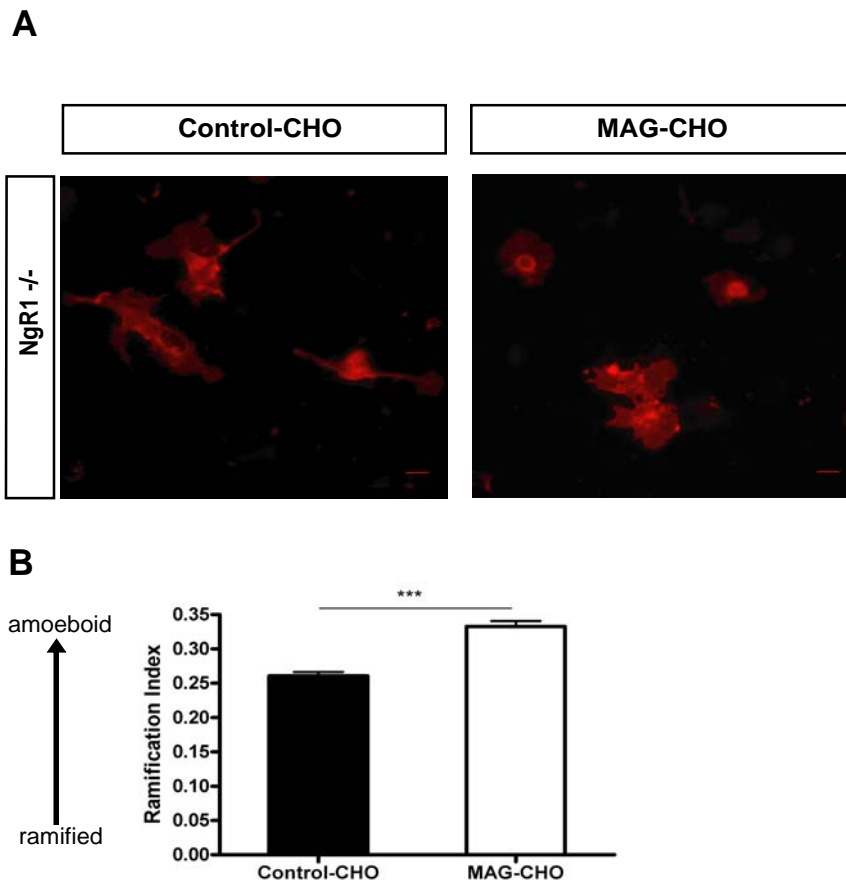 A
Control-CHO
MAG-CHO
NgR1 -/-
B
amoeboid
ramified
Ramification Index
***
0.35
0.30
0.25
0.20
0.15
0.10
0.05
0.00
Control-CHO
MAG-CHO